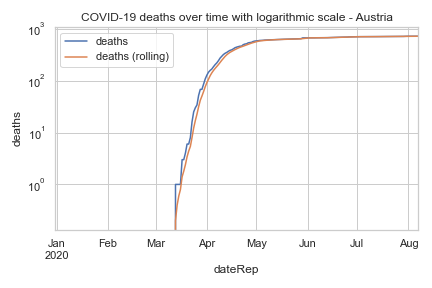 COVID-19 deaths over time with logarithmic scale - Austria
deaths
deaths (rolling)
10³
10²
10¹
10⁰
deaths
Jan Feb Mar Apr May Jun Jul Aug
2020
dateRep